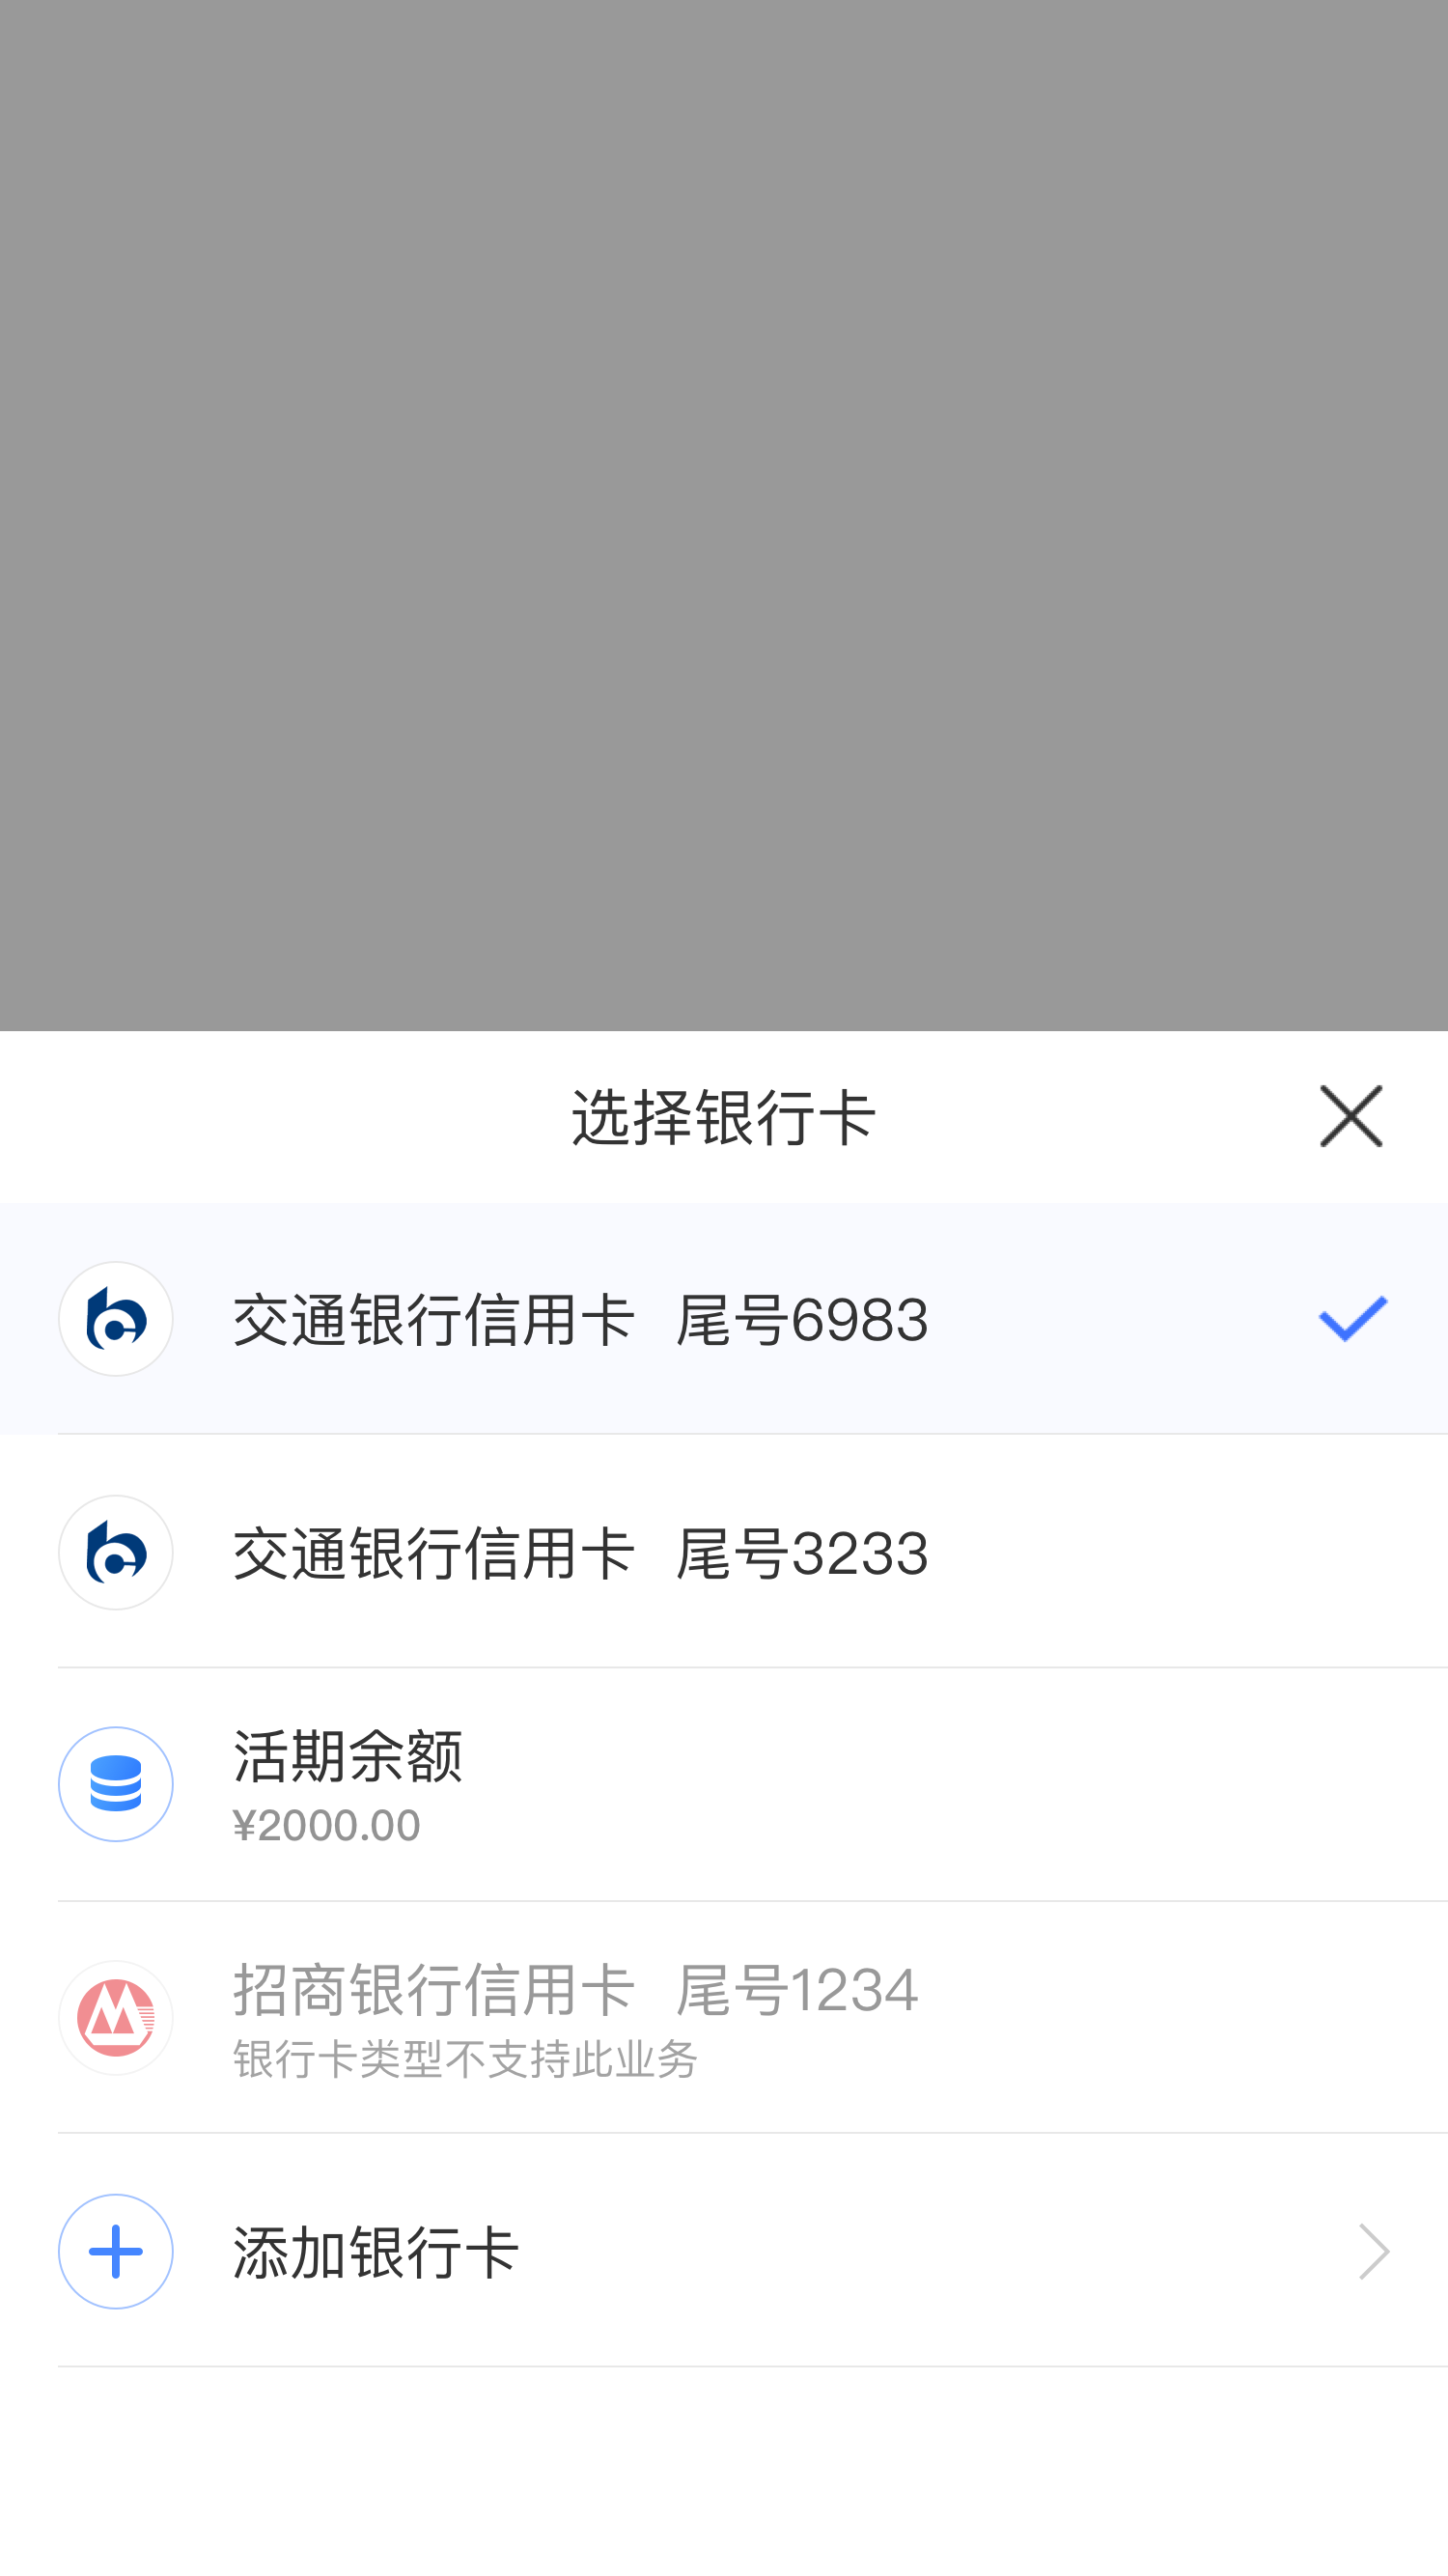 选择银行卡
交通银行信用卡 尾号6983
交通银行信用卡 尾号3233
活期余额
¥2000.00
招商银行信用卡 尾号1234
银行卡类型不支持此业务
添加银行卡